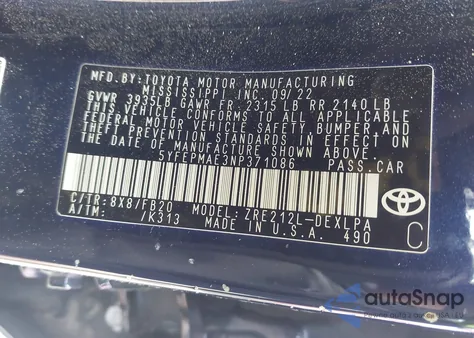 MFD.BY:TOYOTA MOTOR MANUFACTURING
MISSISSIPPI INC. 09/22
GVWR 3935LB GAWR FR 2315 LB RR 2140 LB
THIS VEHICLE CONFORMS TO ALL APPLICABLE
FEDERAL MOTOR VEHICLE SAFETY, BUMPER, AND
THEFT PREVENTION STANDARDS IN EFFECT ON
THE DATE OF MANUFACTURE SHOWN ABOVE.
5YFEPMAE3NP371086 PASS.CAR
C/TR:8X8/FB20 MODEL:ZRE212L-DEXLPA
A/TM: /K313 MADE IN U.S.A. 490
TOYOTA
C
autoSnap